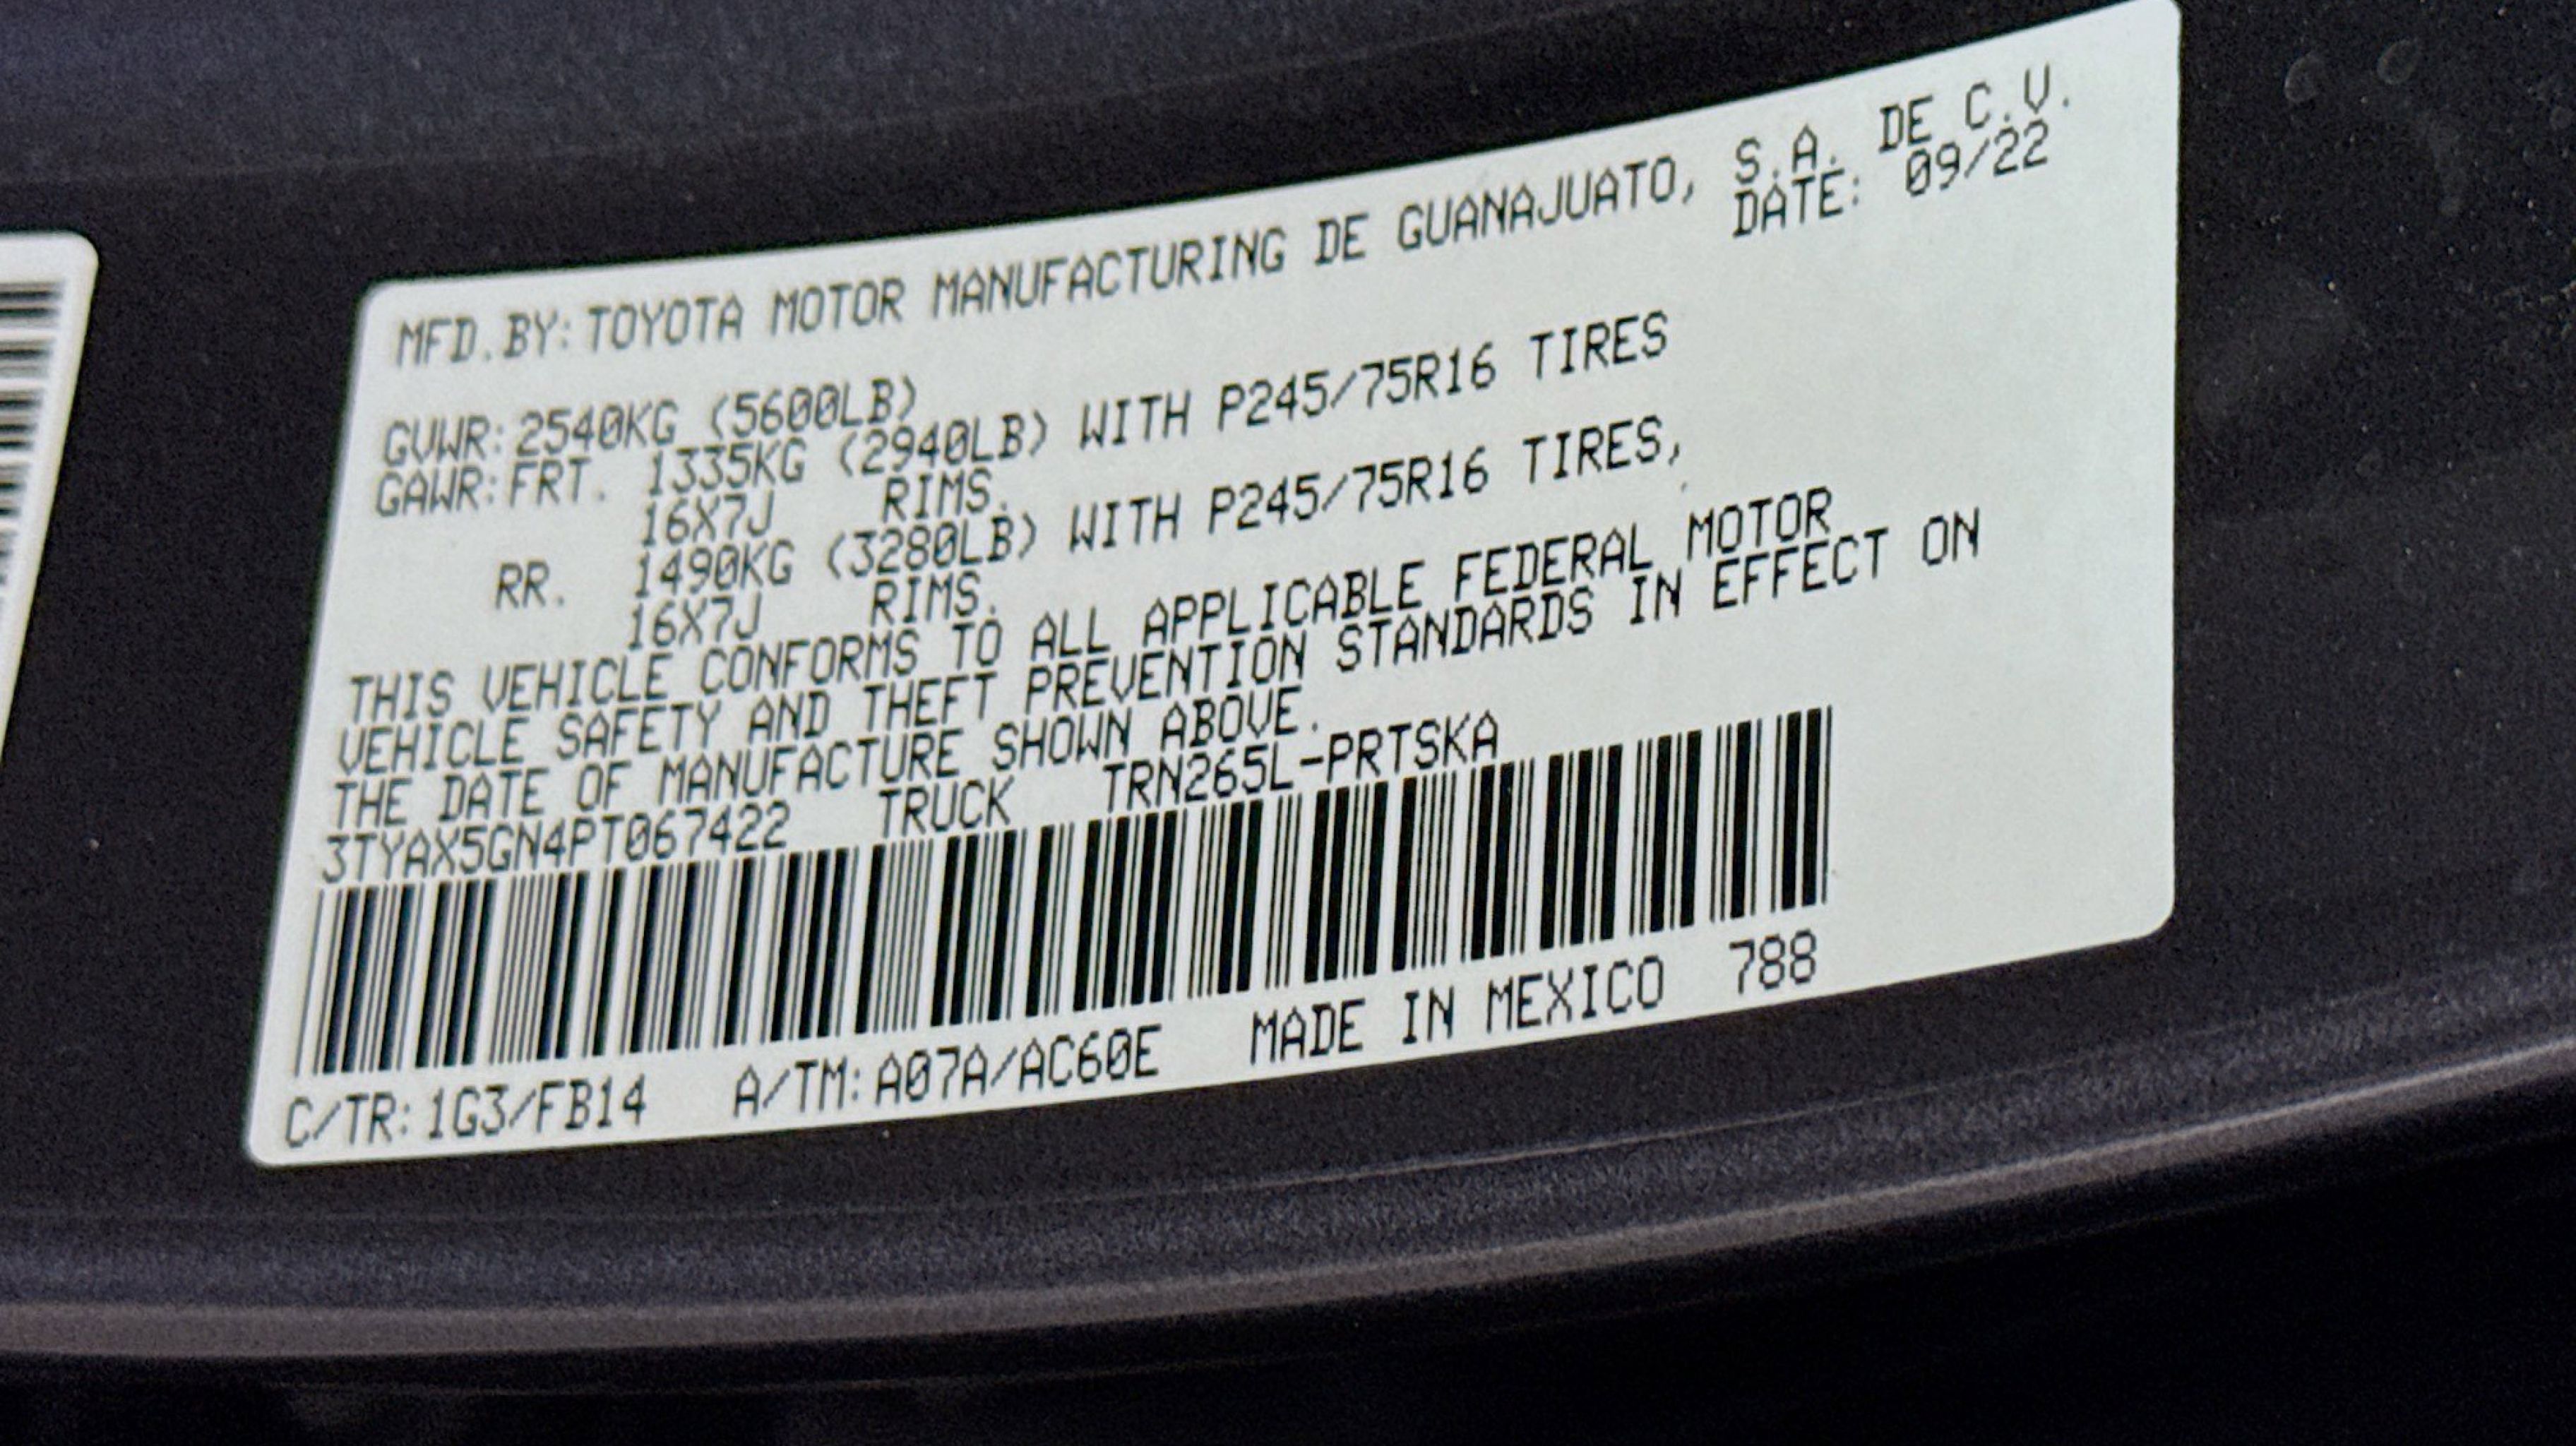 MFD.BY:TOYOTA MOTOR MANUFACTURING DE GUANAJUATO, S.A. DE C.V.
DATE: 09/22
GVWR:2540KG (5600LB)
GAWR:FRT. 1335KG (2940LB) WITH P245/75R16 TIRES
16X7J RIMS.
RR. 1490KG (3280LB) WITH P245/75R16 TIRES,
16X7J RIMS.
THIS VEHICLE CONFORMS TO ALL APPLICABLE FEDERAL MOTOR
VEHICLE SAFETY AND THEFT PREVENTION STANDARDS IN EFFECT ON
THE DATE OF MANUFACTURE SHOWN ABOVE.
3TYAX5GN4PT067422 TRUCK TRN265L-PRTSKA
C/TR:1G3/FB14 A/TM:A07A/AC60E MADE IN MEXICO 788